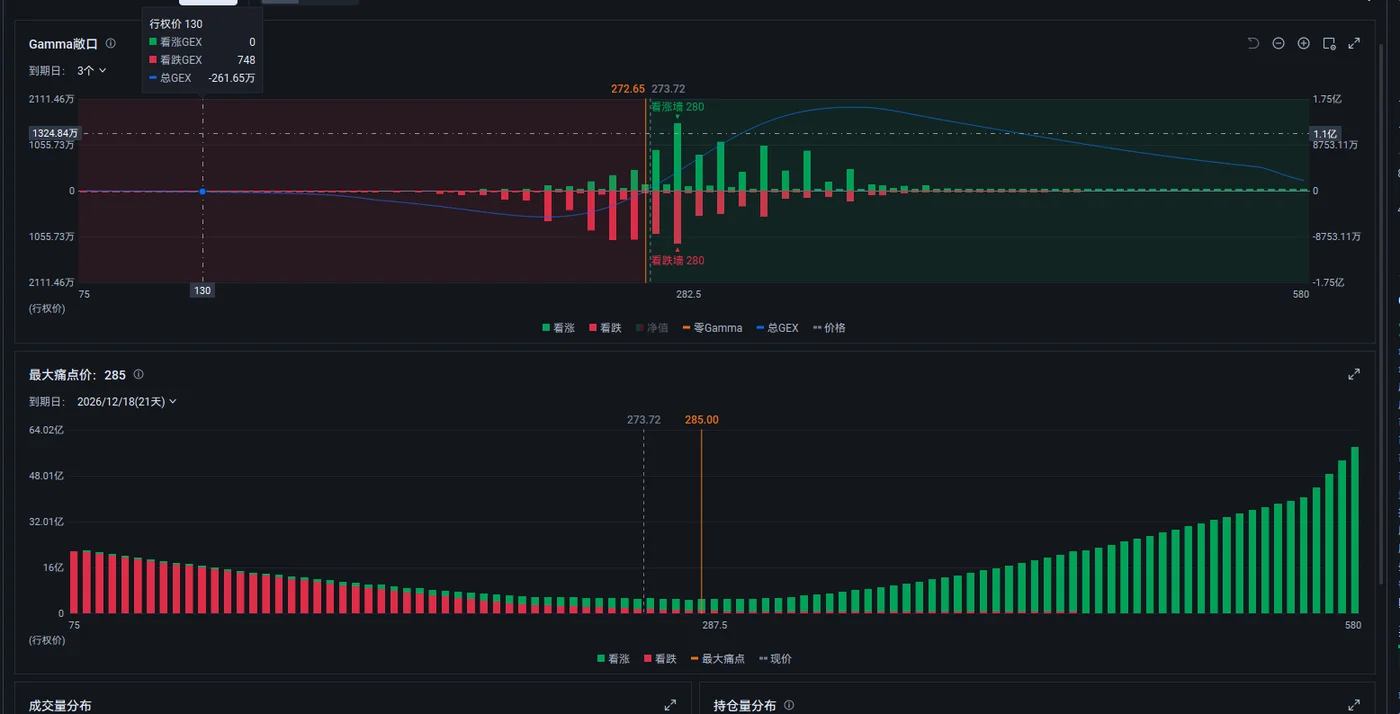 行权价 130
看涨GEX 0
看跌GEX 748
总GEX -261.65万
Gamma敞口
到期日： 3个
272.65 273.72
2111.46万 1.75亿
看涨墙 280
1324.84万 1.1亿
1055.73万 8753.11万
0 0
1055.73万 -8753.11万
看跌墙 280
2111.46万 -1.75亿
75 130 282.5 580
(行权价)
看涨 看跌 净值 零Gamma 总GEX 价格
最大痛点价： 285
到期日： 2026/12/18(21天)
273.72 285.00
64.02亿
48.01亿
32.01亿
16亿
0
75 287.5 580
(行权价)
看涨 看跌 最大痛点 现价
成交量分布 持仓量分布